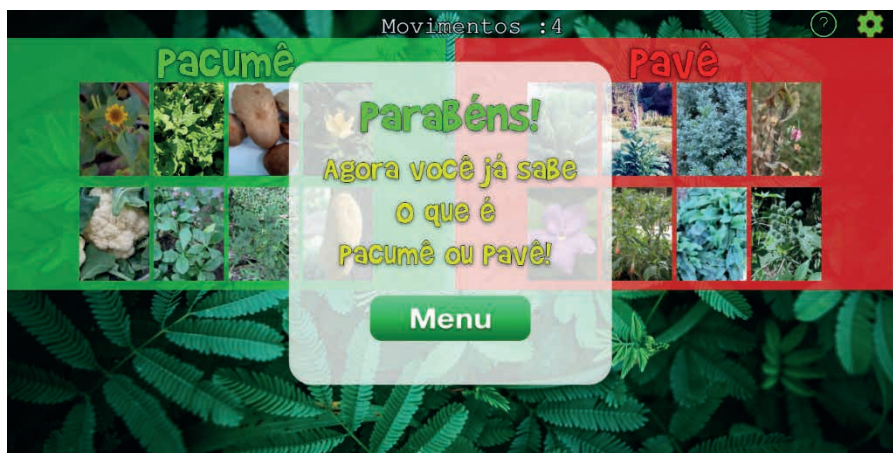 Movimentos :4
?
Pacumê
Pavê
Parabéns!
Agora você já sabe
o que é
Pacumê ou Pavê!
Menu